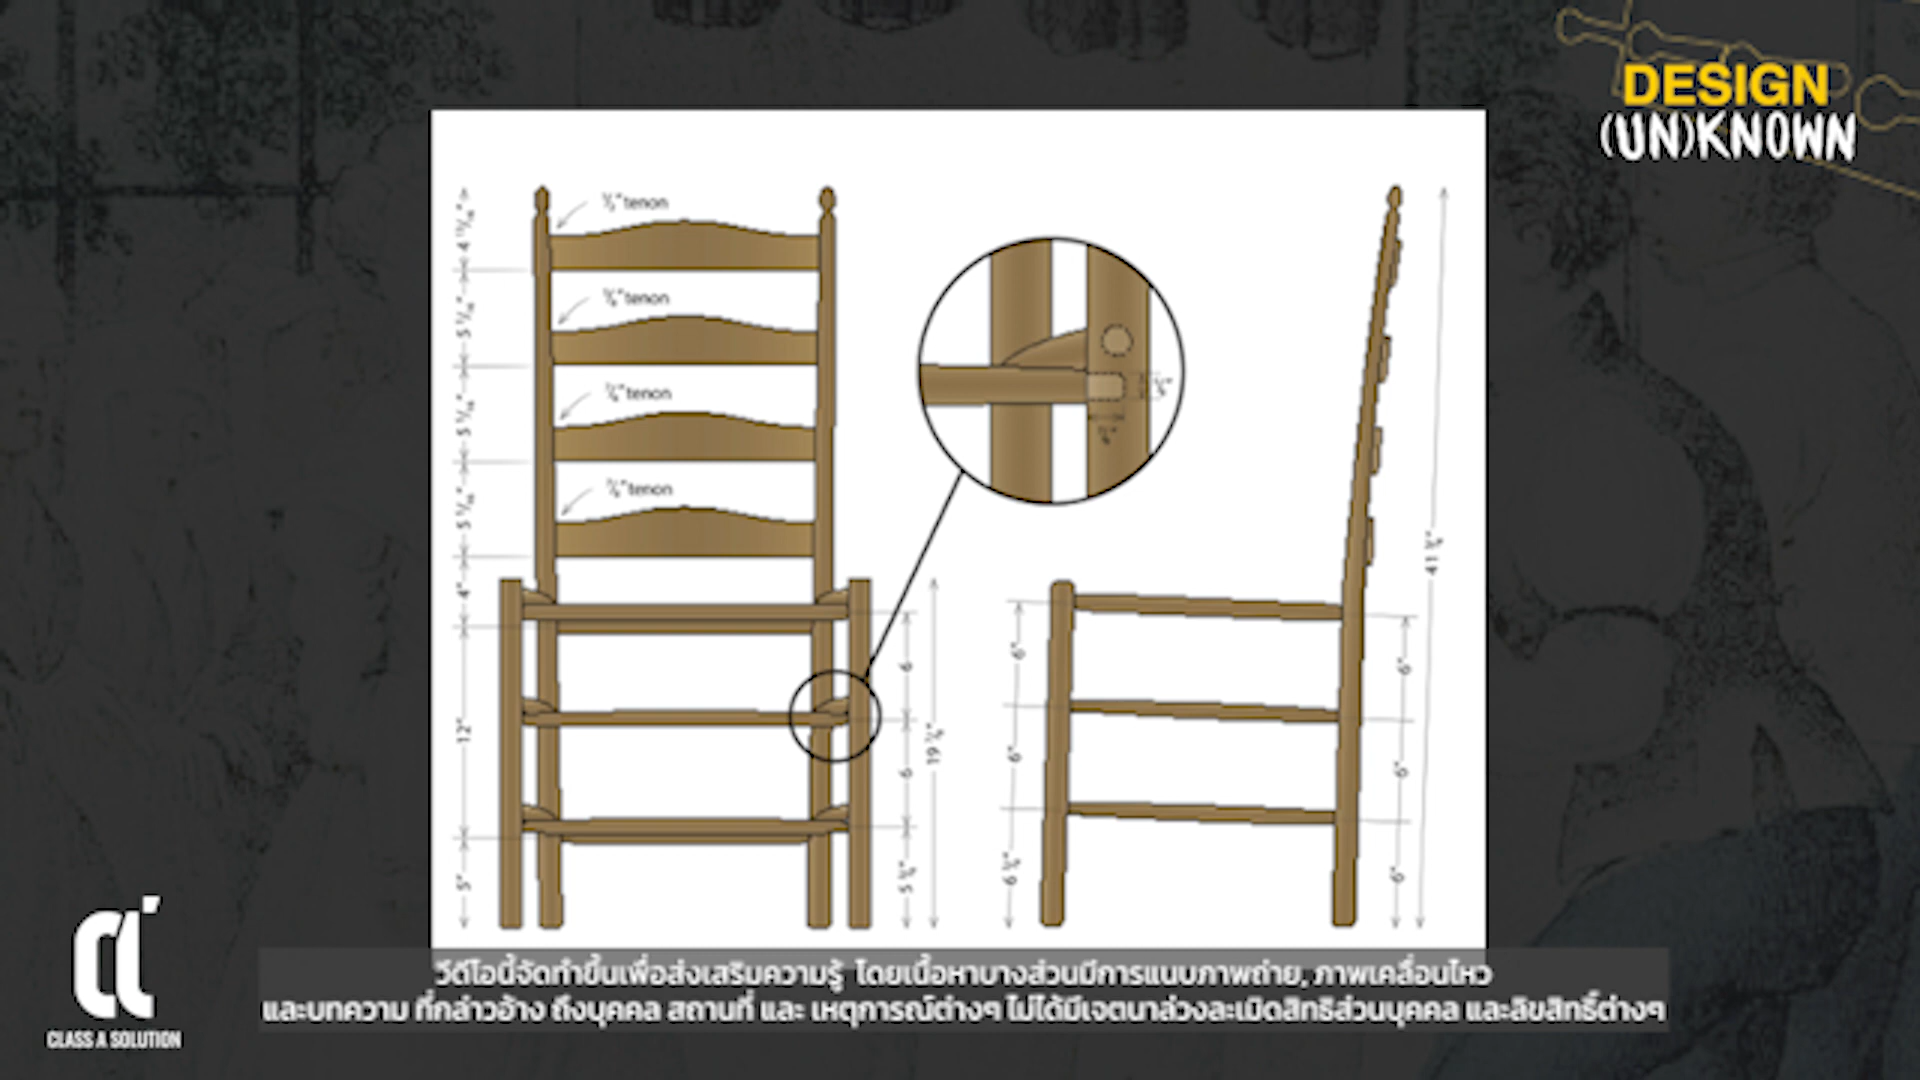 DESIGN
(UN)KNOWN
tenon
tenon
tenon
tenon
12"
5"
4"
6
6
6"
6"
6"
6"
6"
CLASS A SOLUTION
วีดีโอนี้จัดทำขึ้นเพื่อส่งเสริมความรู้ โดยเนื้อหาบางส่วนมีการแนบภาพถ่าย, ภาพเคลื่อนไหว
และบทความ ที่กล่าวอ้าง ถึงบุคคล สถานที่ และ เหตุการณ์ต่างๆ ไม่ได้มีเจตนาล่วงละเมิดสิทธิส่วนบุคคล และลิขสิทธิ์ต่างๆ